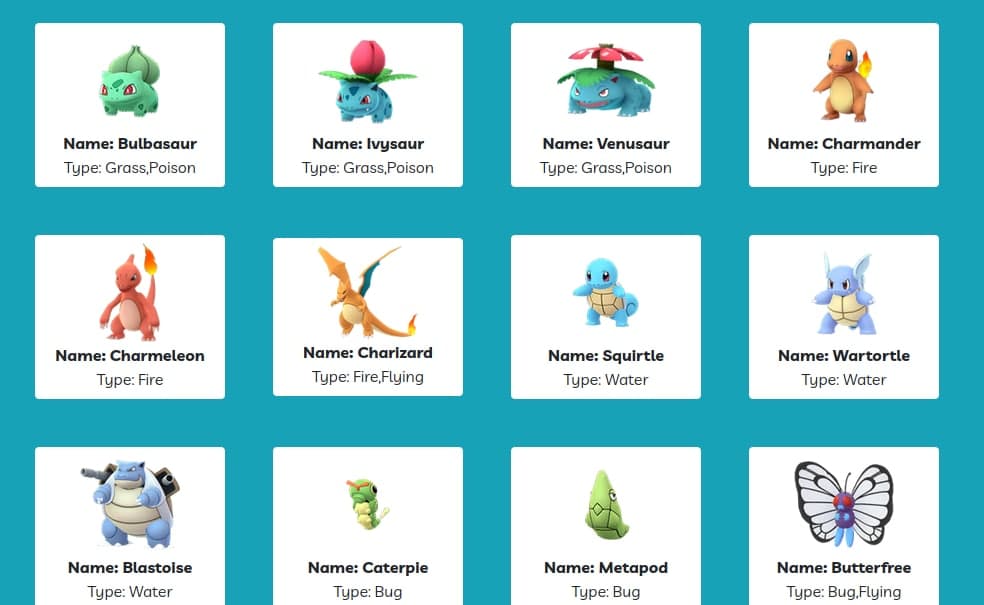 Name: Bulbasaur
Type: Grass,Poison
Name: Ivysaur
Type: Grass,Poison
Name: Venusaur
Type: Grass,Poison
Name: Charmander
Type: Fire
Name: Charmeleon
Type: Fire
Name: Charizard
Type: Fire,Flying
Name: Squirtle
Type: Water
Name: Wartortle
Type: Water
Name: Blastoise
Type: Water
Name: Caterpie
Type: Bug
Name: Metapod
Type: Bug
Name: Butterfree
Type: Bug,Flying